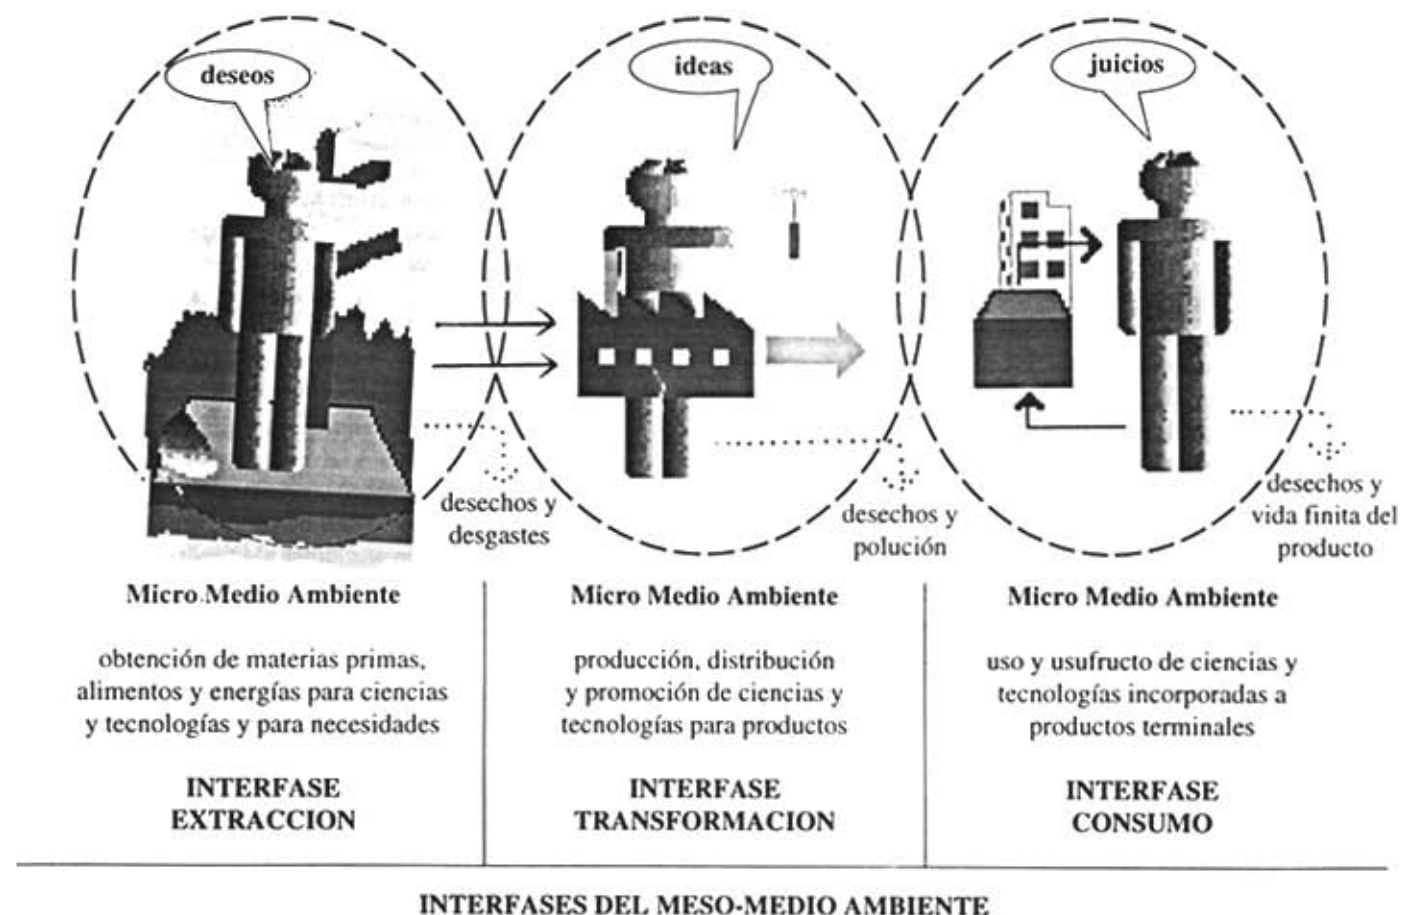 deseos
ideas
juicios
desechos y
desgastes
desechos y
polución
desechos y
vida finita del
producto
Micro Medio Ambiente
obtención de materias primas,
alimentos y energías para ciencias
y tecnologías y para necesidades
INTERFASE
EXTRACCION
Micro Medio Ambiente
producción, distribución
y promoción de ciencias y
tecnologías para productos
INTERFASE
TRANSFORMACION
Micro Medio Ambiente
uso y usufructo de ciencias y
tecnologías incorporadas a
productos terminales
INTERFASE
CONSUMO
INTERFASES DEL MESO-MEDIO AMBIENTE